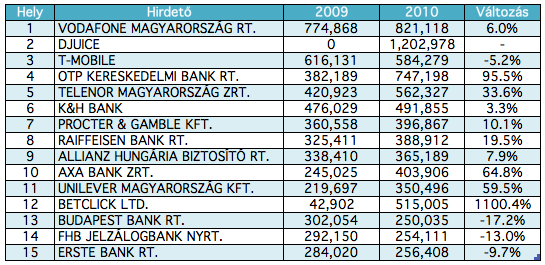 Hely Hirdető 2009 2010 Változás
1 VODAFONE MAGYARORSZÁG RT. 774,868 821,118 6.0%
2 DJUICE 0 1,202,978 -
3 T-MOBILE 616,131 584,279 -5.2%
4 OTP KERESKEDELMI BANK RT. 382,189 747,198 95.5%
5 TELENOR MAGYARORSZÁG ZRT. 420,923 562,327 33.6%
6 K&H BANK 476,029 491,855 3.3%
7 PROCTER & GAMBLE KFT. 360,558 396,867 10.1%
8 RAIFFEISEN BANK RT. 325,411 388,912 19.5%
9 ALLIANZ HUNGÁRIA BIZTOSÍTÓ RT. 338,410 365,189 7.9%
10 AXA BANK ZRT. 245,025 403,906 64.8%
11 UNILEVER MAGYARORSZÁG KFT. 219,697 350,496 59.5%
12 BETCLICK LTD. 42,902 515,005 1100.4%
13 BUDAPEST BANK RT. 302,054 250,035 -17.2%
14 FHB JELZÁLOGBANK NYRT. 292,150 254,111 -13.0%
15 ERSTE BANK RT. 284,020 256,408 -9.7%